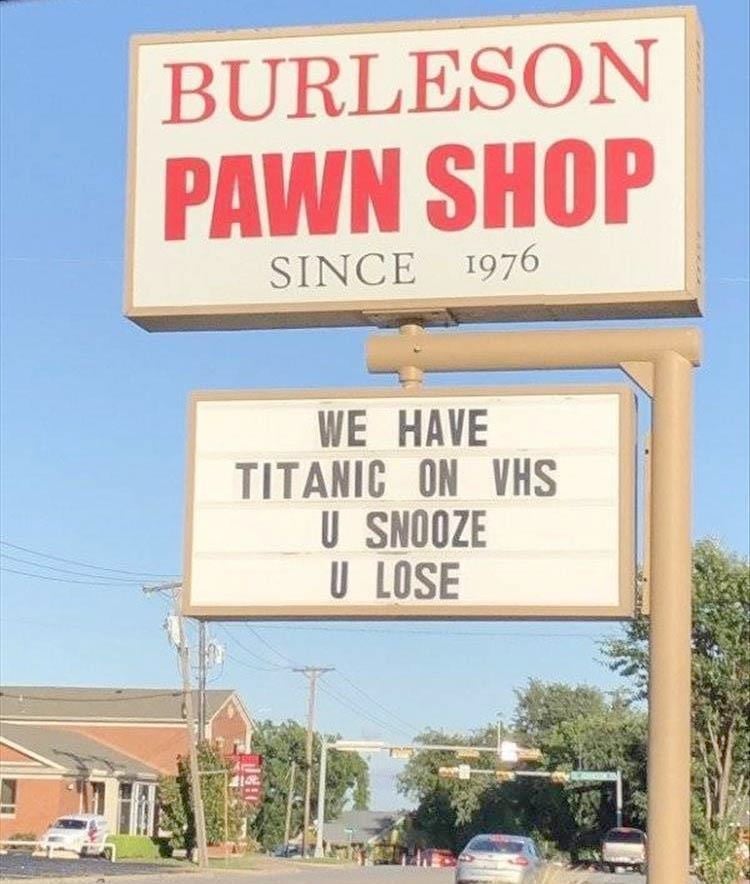 BURLESON
PAWN SHOP
SINCE 1976
WE HAVE
TITANIC ON VHS
U SNOOZE
U LOSE